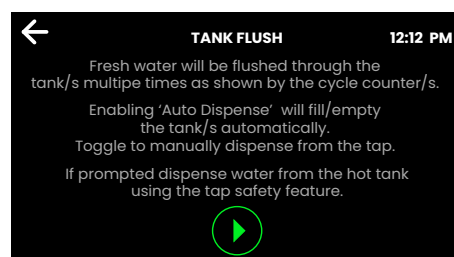 TANK FLUSH 12:12 PM
Fresh water will be flushed through the
tank/s multipe times as shown by the cycle counter/s.
Enabling ‘Auto Dispense’ will fill/empty
the tank/s automatically.
Toggle to manually dispense from the tap.
If prompted dispense water from the hot tank
using the tap safety feature.